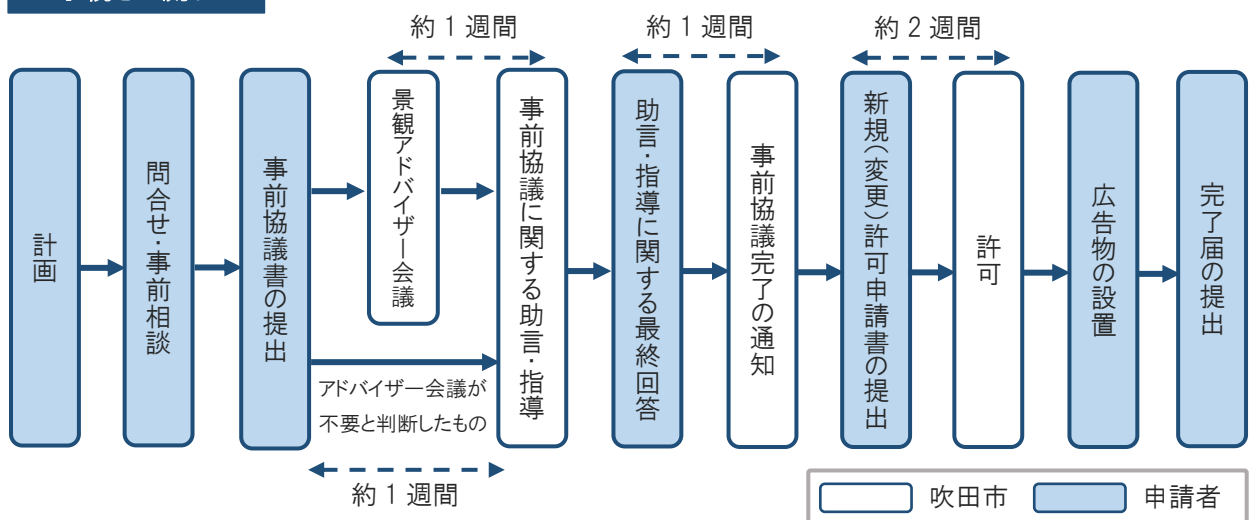 約1週間
約1週間
約2週間
計画
問合せ・事前相談
事前協議書の提出
景観アドバイザー会議
事前協議に関する助言・指導
助言・指導に関する最終回答
事前協議完了の通知
新規(変更)許可申請書の提出
許可
広告物の設置
完了届の提出
アドバイザー会議が
不要と判断したもの
約1週間
吹田市
申請者